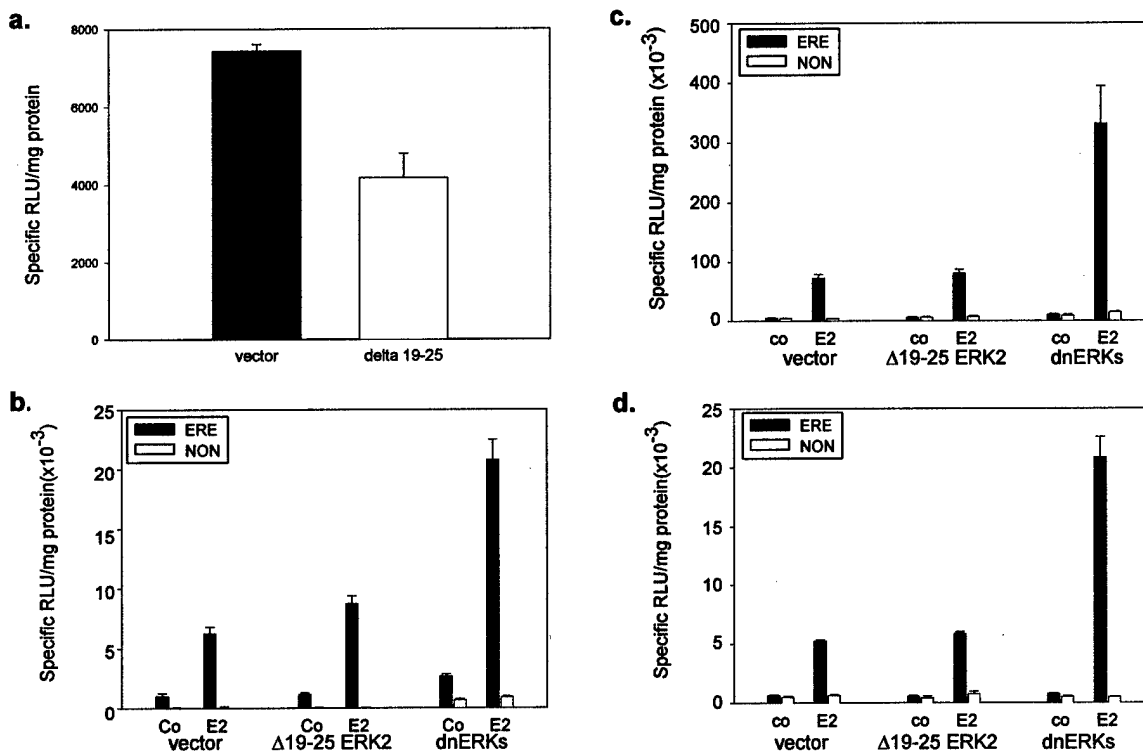 a.
Specific RLU/mg protein
8000
6000
4000
2000
0
vector
delta 19-25
b.
Specific RLU/mg protein(x10⁻³)
25
20
15
10
5
0
ERE
NON
Co E2 Co E2 Co E2
vector Δ19-25 ERK2 dnERKs
c.
Specific RLU/mg protein (x10⁻³)
500
400
300
200
100
0
ERE
NON
co E2 co E2 co E2
vector Δ19-25 ERK2 dnERKs
d.
Specific RLU/mg protein(x10⁻³)
25
20
15
10
5
0
ERE
NON
co E2 co E2 co E2
vector Δ19-25 ERK2 dnERKs